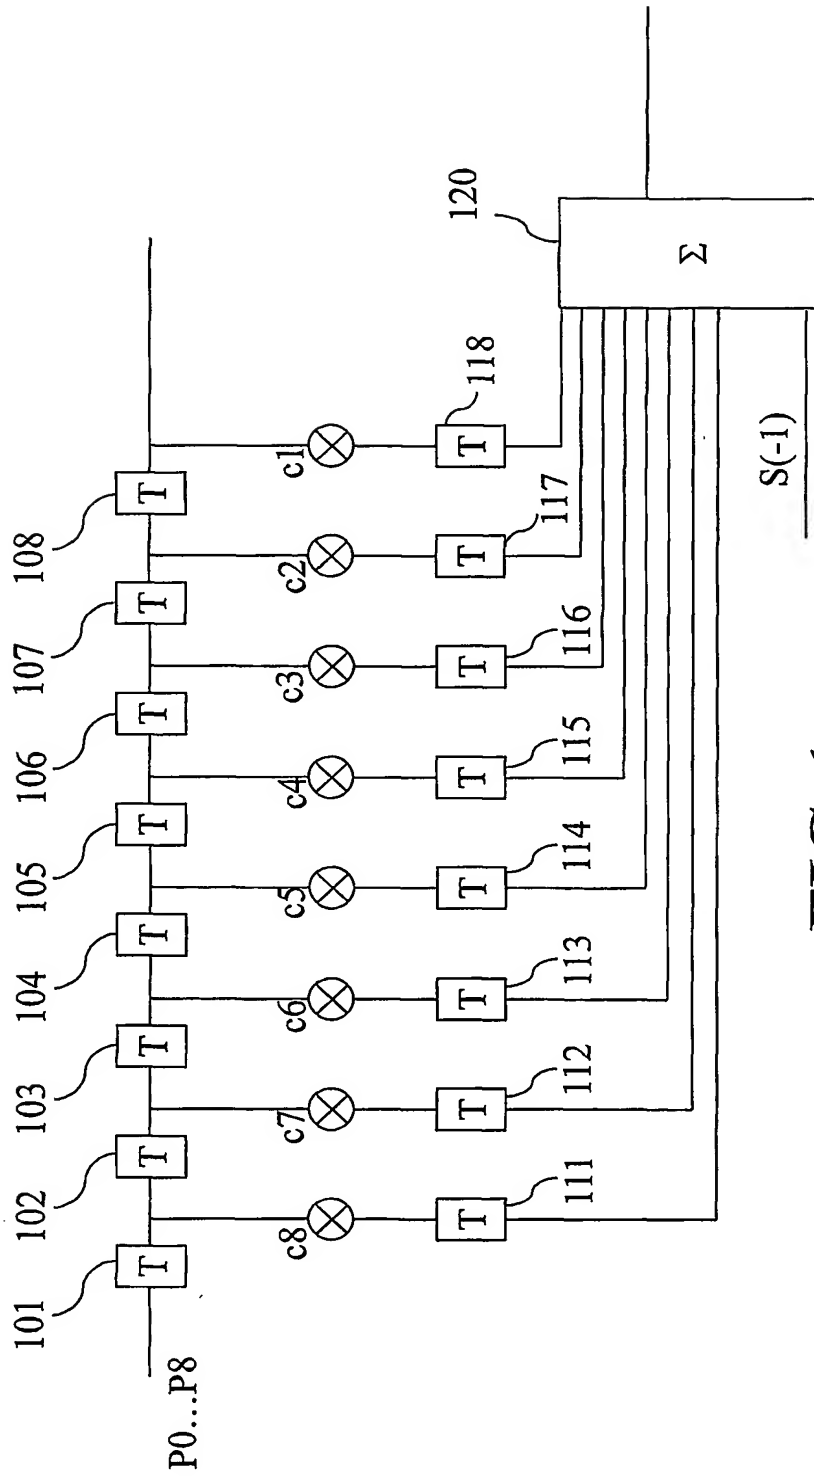 101 102 103 104 105 106 107 108
T T T T T T T T
P0...P8
c8 c7 c6 c5 c4 c3 c2 c1
T T T T T T T T
111 112 113 114 115 116 117 118
120
Σ
S(-1)